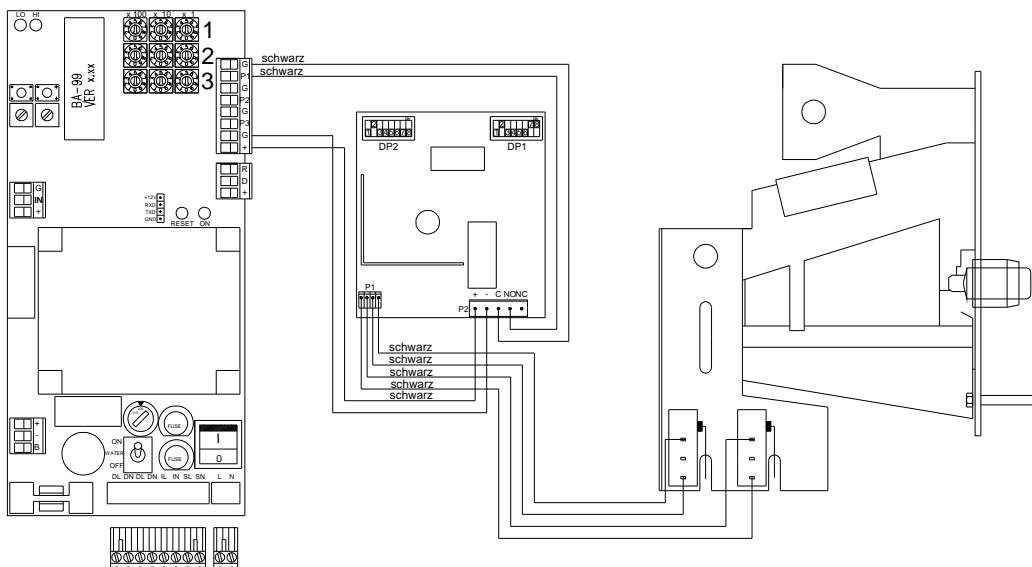 LO HI
x 100 x 10 x 1
1
2
3
BA-99
VER x.xx
G
P1
G
P2
G
P3
G
+
R
D
+
schwarz
schwarz
G
IN
+
+12V
RXD
TXD
GND
RESET ON
DP2
DP1
P1
+ - C NO NC
P2
schwarz
schwarz
schwarz
schwarz
schwarz
+
-
B
FUSE
FUSE
ON
WATER
OFF
I
0
DL DN DL DN IL IN SL SN L N